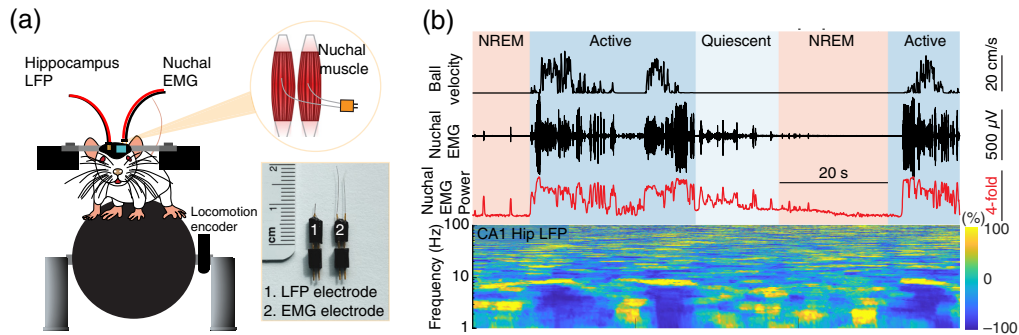 (a)
Hippocampus
LFP
Nuchal
EMG
Nuchal
muscle
Locomotion
encoder
2
1
cm
1
2
1. LFP electrode
2. EMG electrode
(b)
NREM
Active
Quiescent
NREM
Active
Ball
velocity
20 cm/s
Nuchal
EMG
500 μV
Nuchal
EMG
Power
20 s
4-fold
Frequency (Hz)
100
10
1
CA1 Hip LFP
(%)
100
0
−100